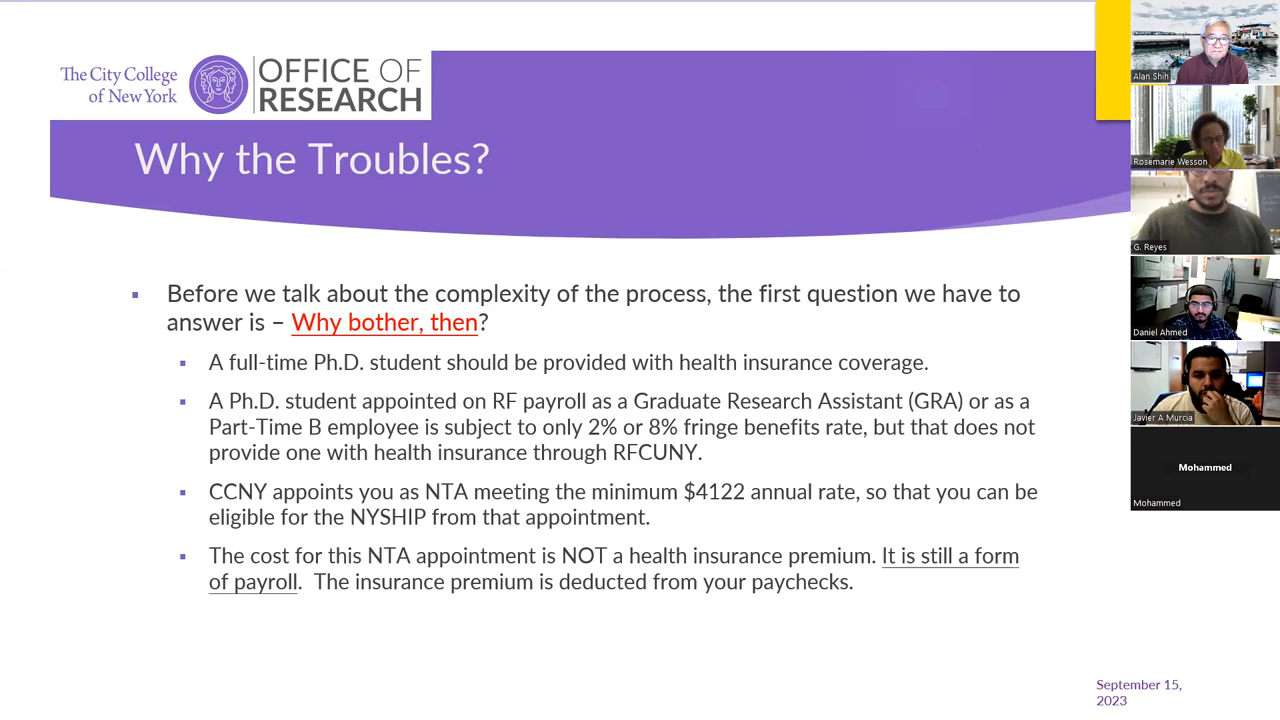 The City College
of New York
OFFICE OF
RESEARCH
Why the Troubles?
▪ Before we talk about the complexity of the process, the first question we have to
answer is – Why bother, then?
▪ A full-time Ph.D. student should be provided with health insurance coverage.
▪ A Ph.D. student appointed on RF payroll as a Graduate Research Assistant (GRA) or as a
Part-Time B employee is subject to only 2% or 8% fringe benefits rate, but that does not
provide one with health insurance through RFCUNY.
▪ CCNY appoints you as NTA meeting the minimum $4122 annual rate, so that you can be
eligible for the NYSHIP from that appointment.
▪ The cost for this NTA appointment is NOT a health insurance premium. It is still a form
of payroll. The insurance premium is deducted from your paychecks.
September 15,
2023
Alan Shih
Rosemarie Wesson
G. Reyes
Daniel Ahmed
Javier A Murcia
Mohammed
Mohammed